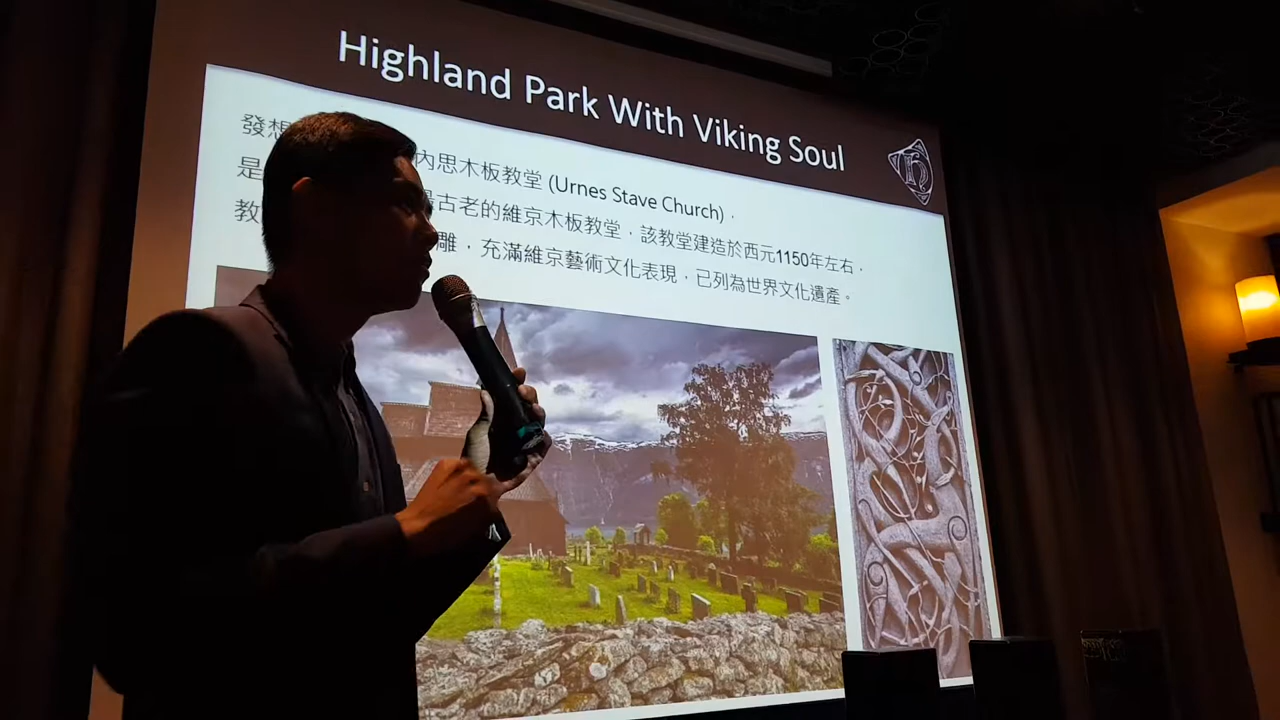 Highland Park With Viking Soul
發想 內思木板教堂 (Urnes Stave Church),
是 古老的維京木板教堂,該教堂建造於西元1150年左右,
教 雕,充滿維京藝術文化表現,已列為世界文化遺產。